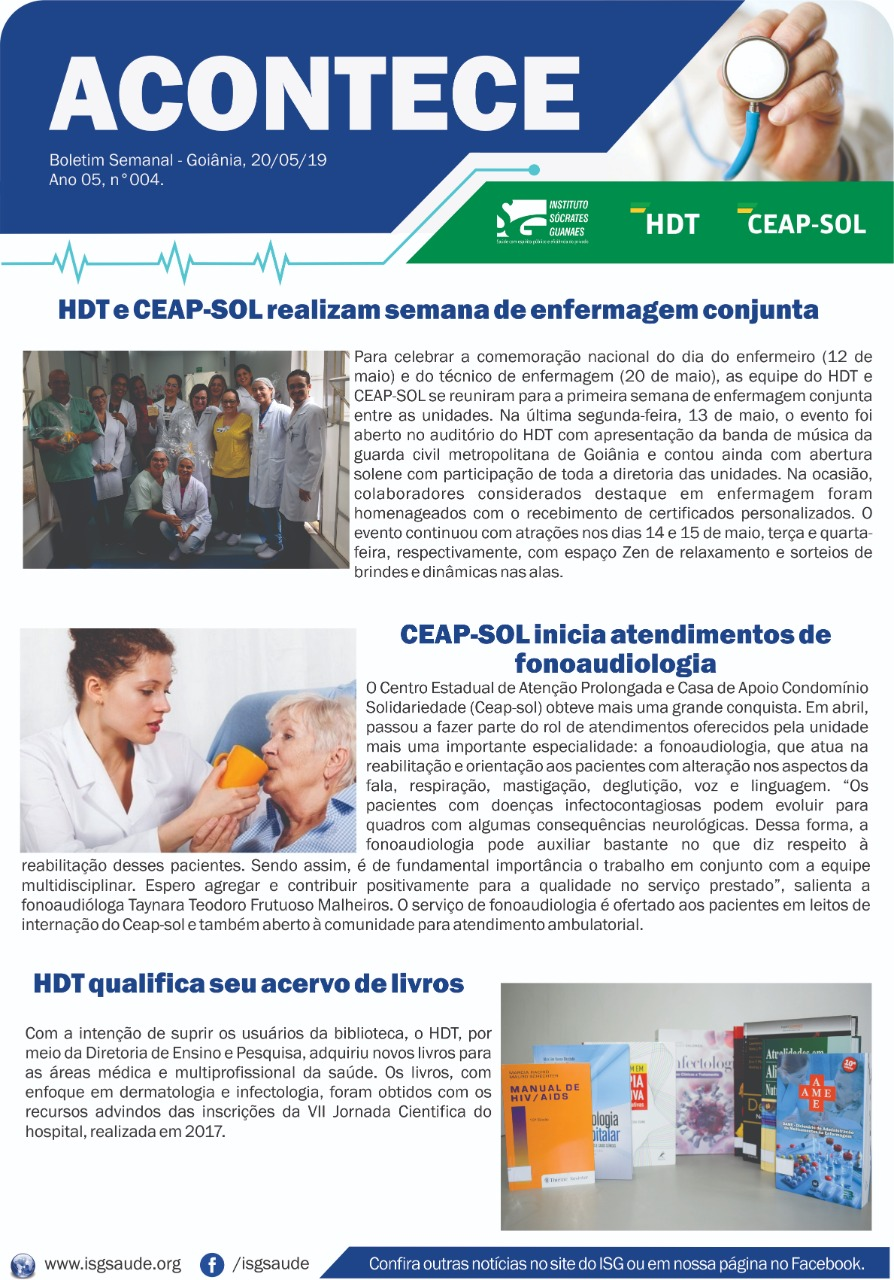 ACONTECE
Boletim Semanal - Goiânia, 20/05/19
Ano 05, n°004.
INSTITUTO
SÓCRATES
GUANAES
HDT
CEAP-SOL
HDT e CEAP-SOL realizam semana de enfermagem conjunta
Para celebrar a comemoração nacional do dia do enfermeiro (12 de
maio) e do técnico de enfermagem (20 de maio), as equipe do HDT e
CEAP-SOL se reuniram para a primeira semana de enfermagem conjunta
entre as unidades. Na última segunda-feira, 13 de maio, o evento foi
aberto no auditório do HDT com apresentação da banda de música da
guarda civil metropolitana de Goiânia e contou ainda com abertura
solene com participação de toda a diretoria das unidades. Na ocasião,
colaboradores considerados destaque em enfermagem foram
homenageados com o recebimento de certificados personalizados. O
evento continuou com atrações nos dias 14 e 15 de maio, terça e quarta-
feira, respectivamente, com espaço Zen de relaxamento e sorteios de
brindes e dinâmicas nas alas.
CEAP-SOL inicia atendimentos de
fonoaudiologia
O Centro Estadual de Atenção Prolongada e Casa de Apoio Condomínio
Solidariedade (Ceap-sol) obteve mais uma grande conquista. Em abril,
passou a fazer parte do rol de atendimentos oferecidos pela unidade
mais uma importante especialidade: a fonoaudiologia, que atua na
reabilitação e orientação aos pacientes com alteração nos aspectos da
fala, respiração, mastigação, deglutição, voz e linguagem. “Os
pacientes com doenças infectocontagiosas podem evoluir para
quadros com algumas consequências neurológicas. Dessa forma, a
fonoaudiologia pode auxiliar bastante no que diz respeito à
reabilitação desses pacientes. Sendo assim, é de fundamental importância o trabalho em conjunto com a equipe
multidisciplinar. Espero agregar e contribuir positivamente para a qualidade no serviço prestado”, salienta a
fonoaudióloga Taynara Teodoro Frutuoso Malheiros. O serviço de fonoaudiologia é ofertado aos pacientes em leitos de
internação do Ceap-sol e também aberto à comunidade para atendimento ambulatorial.
HDT qualifica seu acervo de livros
Com a intenção de suprir os usuários da biblioteca, o HDT, por
meio da Diretoria de Ensino e Pesquisa, adquiriu novos livros para
as áreas médica e multiprofissional da saúde. Os livros, com
enfoque em dermatologia e infectologia, foram obtidos com os
recursos advindos das inscrições da VII Jornada Cientifica do
hospital, realizada em 2017.
MANUAL DE
HIV/AIDS
AME
www.isgsaude.org
/isgsaude
Confira outras notícias no site do ISG ou em nossa página no Facebook.